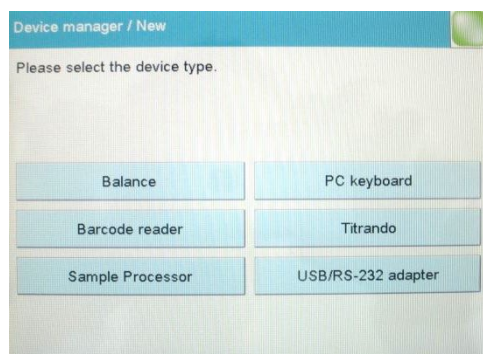 Device manager / New
Please select the device type.
Balance
PC keyboard
Barcode reader
Titrando
Sample Processor
USB/RS-232 adapter